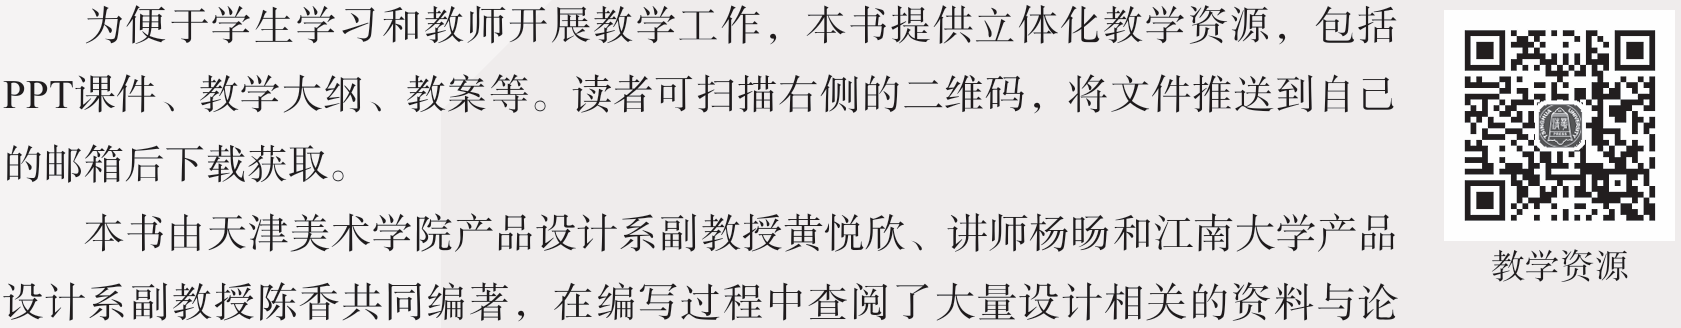 为便于学生学习和教师开展教学工作，本书提供立体化教学资源，包括
PPT课件、教学大纲、教案等。读者可扫描右侧的二维码，将文件推送到自己
的邮箱后下载获取。
本书由天津美术学院产品设计系副教授黄悦欣、讲师杨旸和江南大学产品
设计系副教授陈香共同编著，在编写过程中查阅了大量设计相关的资料与论
教学资源